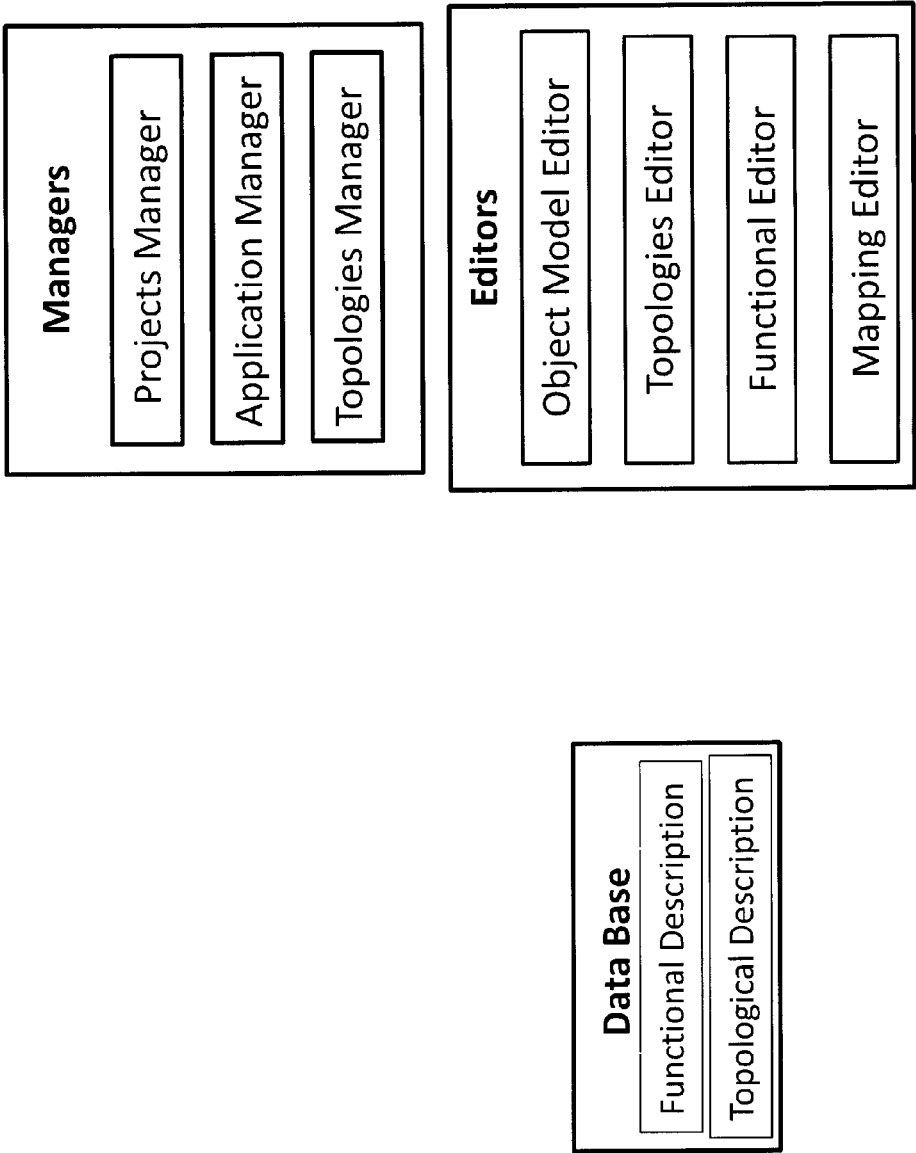 Managers
Projects Manager
Application Manager
Topologies Manager
Editors
Object Model Editor
Topologies Editor
Functional Editor
Mapping Editor
Data Base
Functional Description
Topological Description